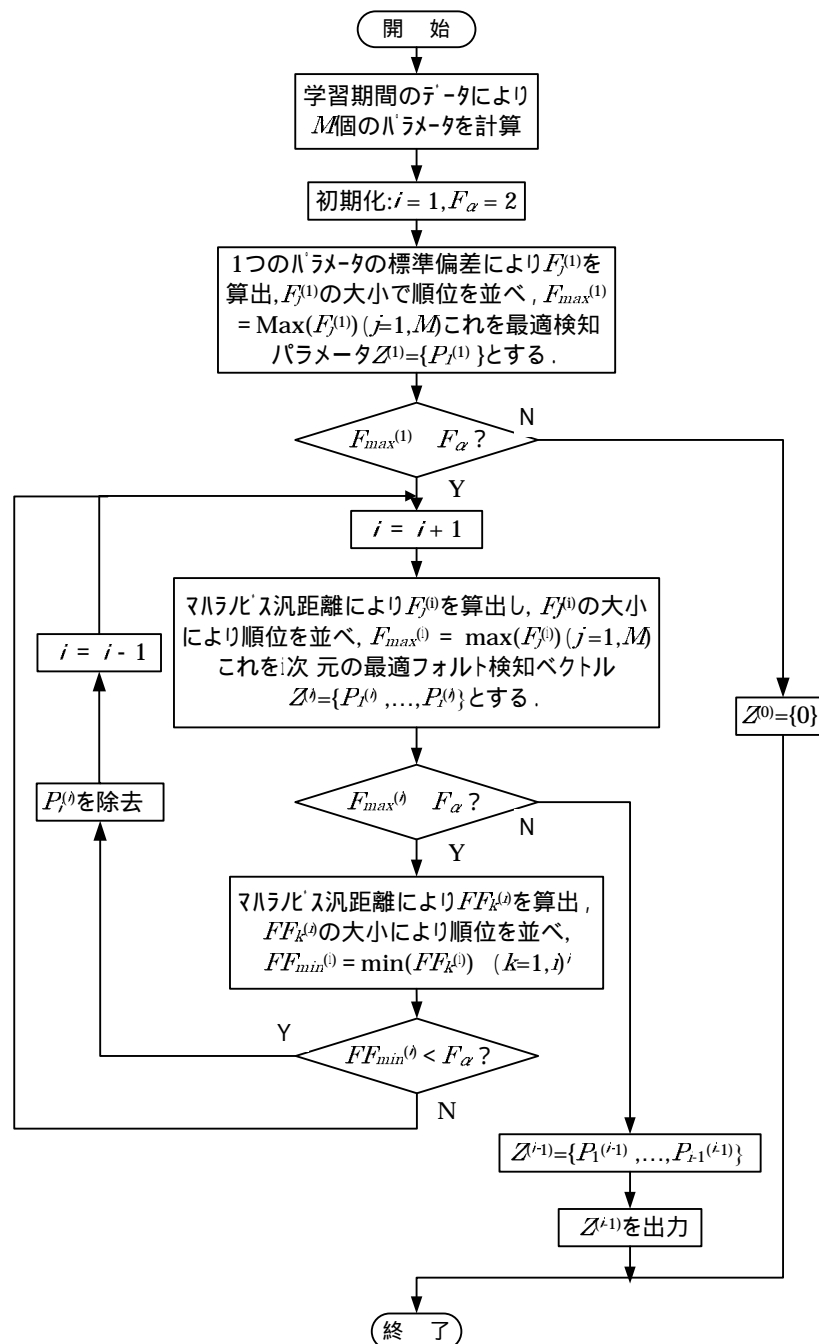 開 始
学習期間のﾃﾞｰﾀにより
M個のﾊﾟﾗﾒｰﾀを計算
初期化:i = 1, Fα = 2
1つのﾊﾟﾗﾒｰﾀの標準偏差によりFj(1)を
算出, Fj(1)の大小で順位を並べ , Fmax(1)
= Max(Fj(1)) (j=1,M)これを最適検知
パラメータZ(1)={P1(1) }とする .
Fmax(1) Fα ?
N
Y
i = i + 1
ﾏﾊﾗﾉﾋﾞｽ汎距離によりFj(i)を算出し, Fj(i)の大小
により順位を並べ, Fmax(i) = max(Fj(i)) (j=1,M)
これをi次 元の最適フォルト検知ベクトル
Z(i)={P1(i) ,…,Pi(i)}とする .
i = i - 1
Z(0)={0}
Pi(i)を除去
Fmax(i) Fα ?
N
Y
ﾏﾊﾗﾉﾋﾞｽ汎距離によりFFk(i)を算出 ,
FFk(i)の大小により順位を並べ,
FFmin(i) = min(FFk(i)) (k=1,i)i
Y
FFmin(i) < Fα ?
N
Z(i-1)={P1(i-1) ,…,Pi-1(i-1)}
Z(i-1)を出力
終 了